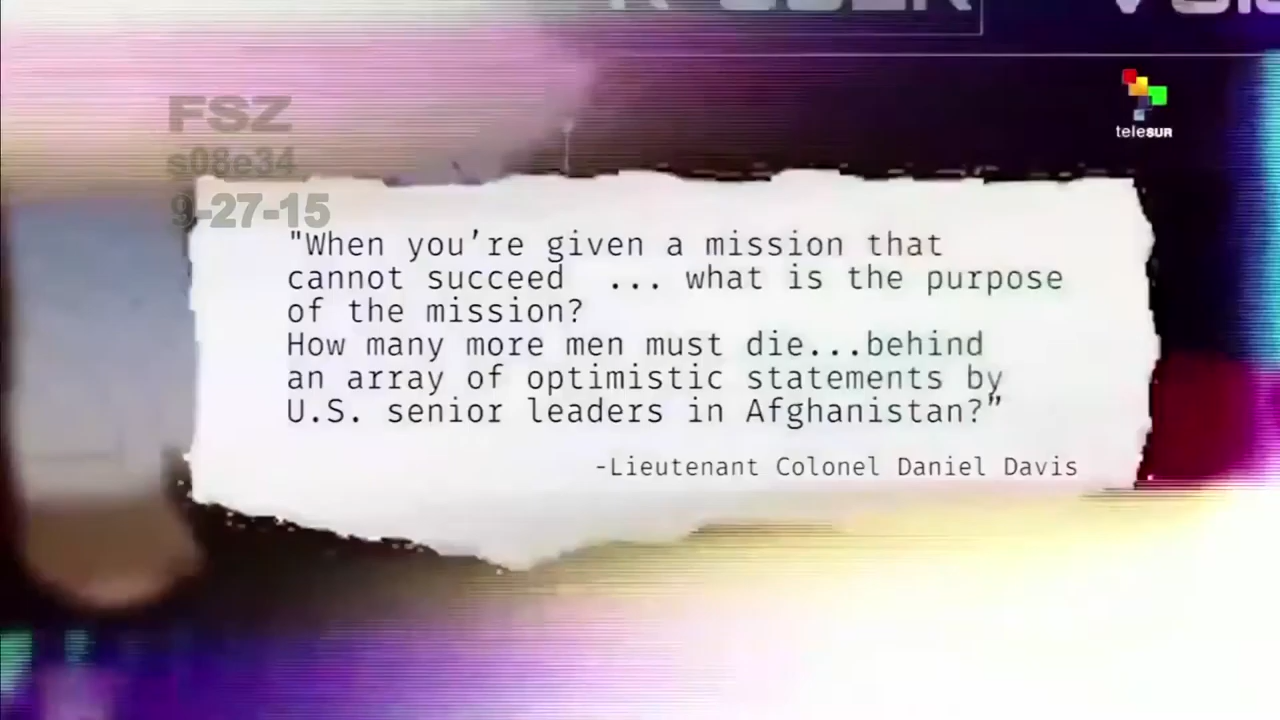 teleSUR
FSZ
s08e34
9-27-15
"When you’re given a mission that
cannot succeed ... what is the purpose
of the mission?
How many more men must die...behind
an array of optimistic statements by
U.S. senior leaders in Afghanistan?”
-Lieutenant Colonel Daniel Davis